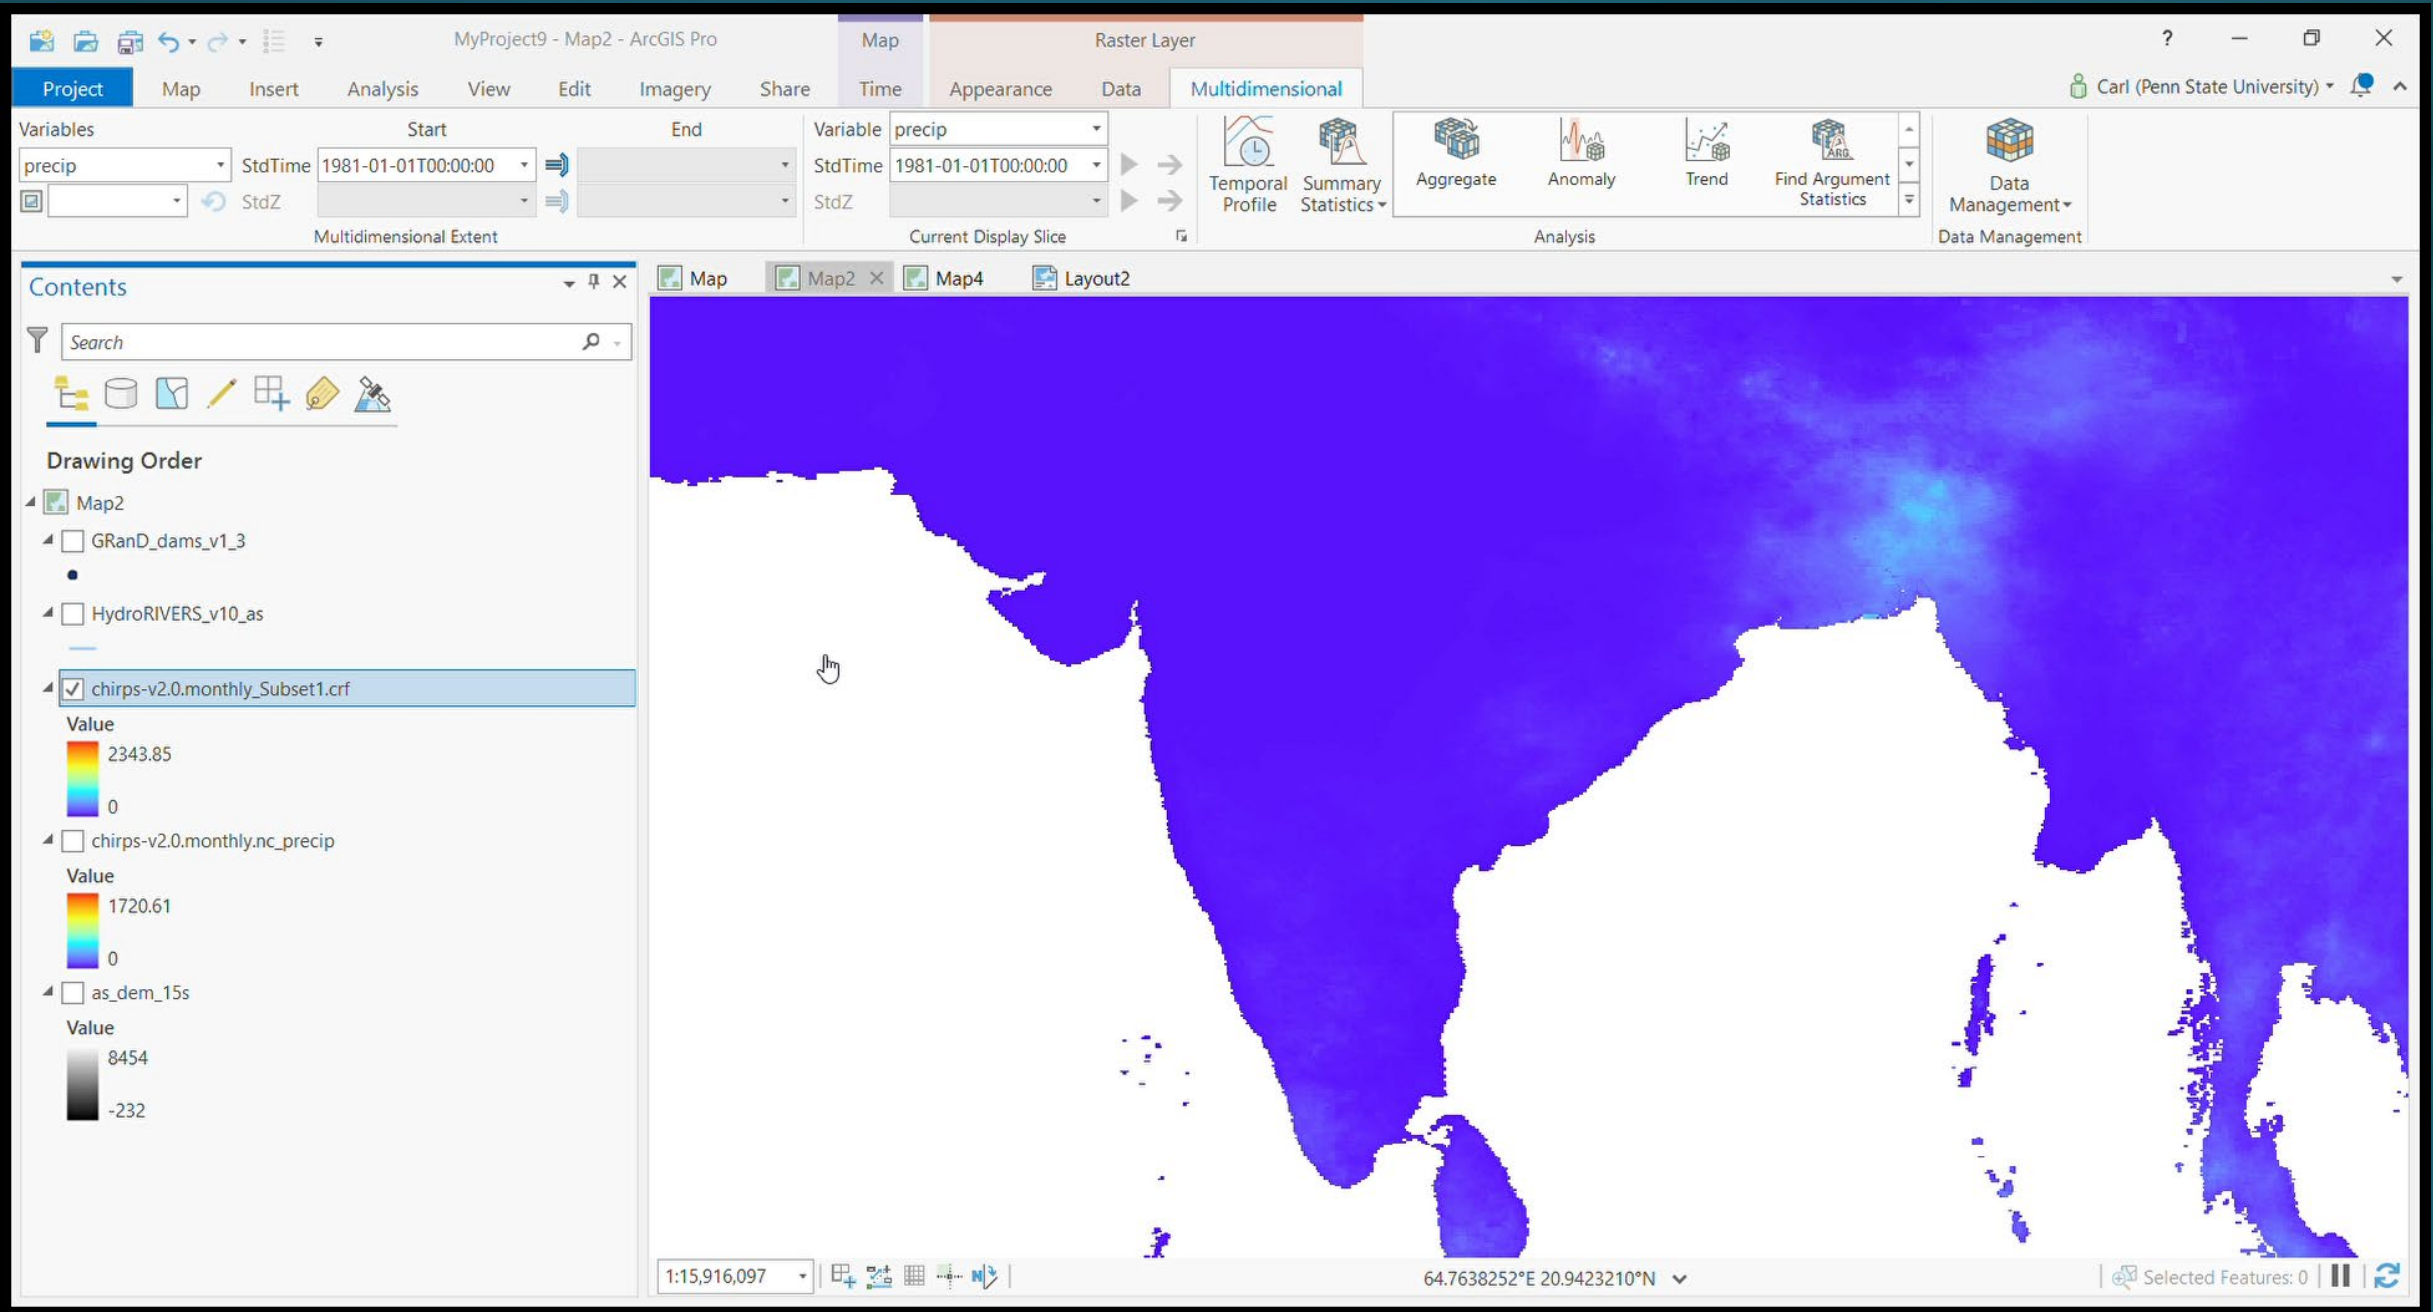 MyProject9 - Map2 - ArcGIS Pro
Map
Raster Layer
?
Project
Map
Insert
Analysis
View
Edit
Imagery
Share
Time
Appearance
Data
Multidimensional
Carl (Penn State University)
Variables
Start
End
precip
StdTime
1981-01-01T00:00:00
StdZ
Multidimensional Extent
Variable
precip
StdTime
1981-01-01T00:00:00
StdZ
Current Display Slice
Temporal
Profile
Summary
Statistics
Aggregate
Anomaly
Trend
ARG
Find Argument
Statistics
Analysis
Data
Management
Data Management
Contents
Search
Drawing Order
Map2
GRanD_dams_v1_3
HydroRIVERS_v10_as
chirps-v2.0.monthly_Subset1.crf
Value
2343.85
0
chirps-v2.0.monthly.nc_precip
Value
1720.61
0
as_dem_15s
Value
8454
-232
Map
Map2
Map4
Layout2
1:15,916,097
N
64.7638252°E 20.9423210°N
Selected Features: 0